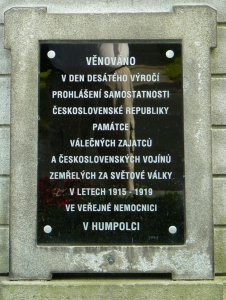 VĚNOVÁNO
V DEN DESÁTÉHO VÝROČÍ
PROHLÁŠENÍ SAMOSTATNOSTI
ČESKOSLOVENSKÉ REPUBLIKY
PAMÁTCE
VÁLEČNÝCH ZAJATCŮ
A ČESKOSLOVENSKÝCH VOJÍNŮ
ZEMŘELÝCH ZA SVĚTOVÉ VÁLKY
V LETECH 1915 - 1919
VE VEŘEJNÉ NEMOCNICI
V HUMPOLCI